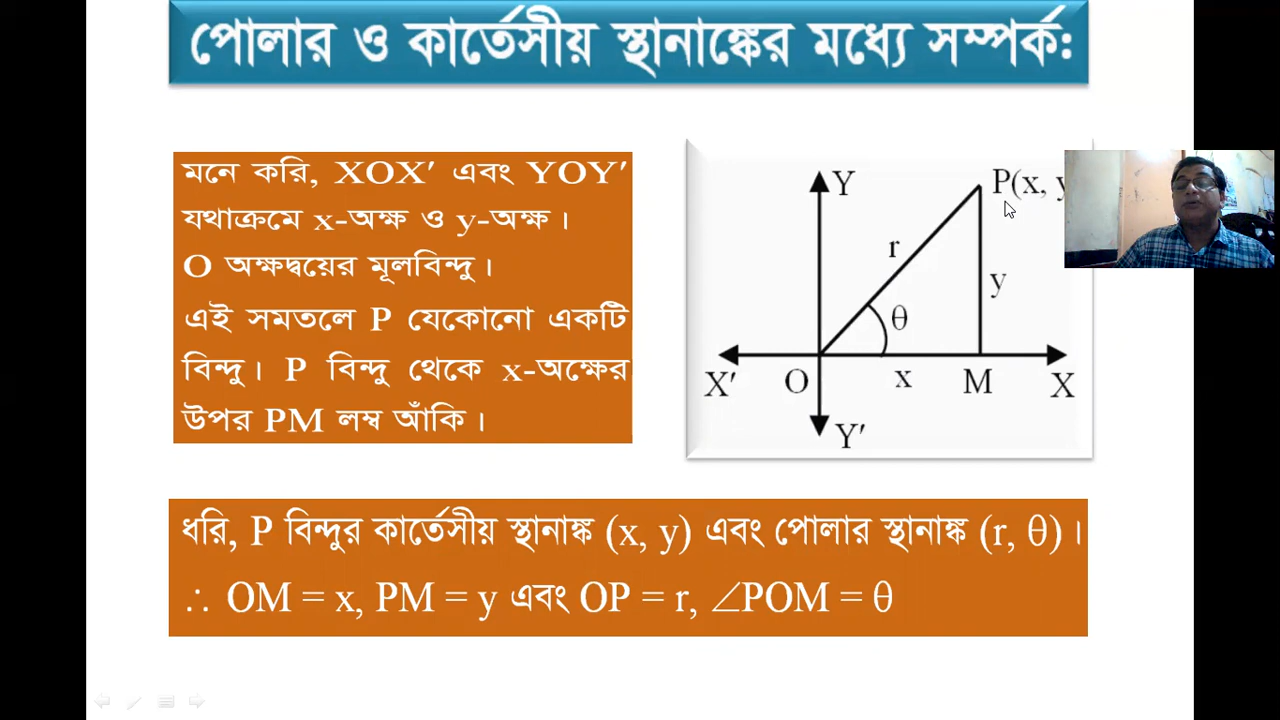 পোলার ও কার্তেসীয় স্থানাঙ্কের মধ্যে সম্পর্ক:
মনে করি, XOX′ এবং YOY′
যথাক্রমে x-অক্ষ ও y-অক্ষ।
O অক্ষদ্বয়ের মূলবিন্দু।
এই সমতলে P যেকোনো একটি
বিন্দু। P বিন্দু থেকে x-অক্ষের
উপর PM লম্ব আঁকি।
Y
P(x, y
r
y
θ
X′ O x M X
Y′
ধরি, P বিন্দুর কার্তেসীয় স্থানাঙ্ক (x, y) এবং পোলার স্থানাঙ্ক (r, θ)।
∴ OM = x, PM = y এবং OP = r, ∠POM = θ